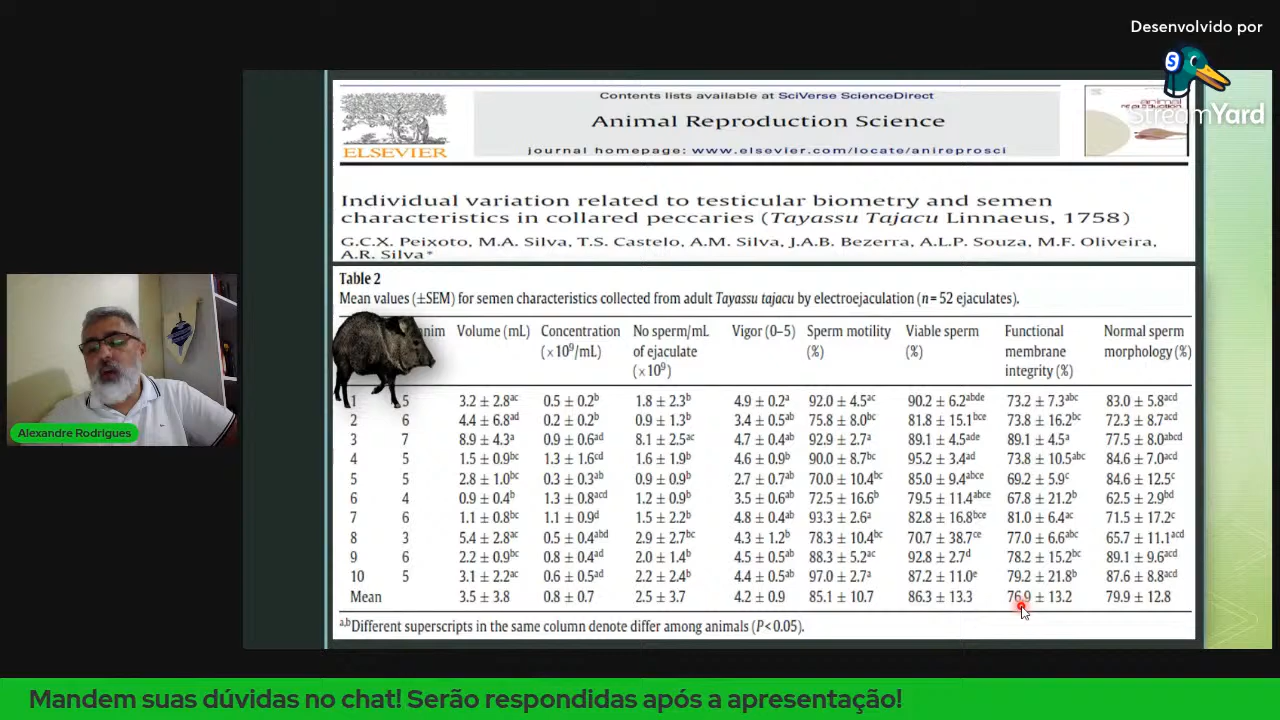 Desenvolvido por
StreamYard
Contents lists available at SciVerse ScienceDirect
Animal Reproduction Science
journal homepage: www.elsevier.com/locate/anireprosci
ELSEVIER
Individual variation related to testicular biometry and semen
characteristics in collared peccaries (Tayassu Tajacu Linnaeus, 1758)
G.C.X. Peixoto, M.A. Silva, T.S. Castelo, A.M. Silva, J.A.B. Bezerra, A.L.P. Souza, M.F. Oliveira,
A.R. Silva*
Table 2
Mean values (±SEM) for semen characteristics collected from adult Tayassu tajacu by electroejaculation (n = 52 ejaculates).
Volume (mL) Concentration No sperm/mL Vigor (0–5) Sperm motility Viable sperm Functional Normal sperm
(×10⁹/mL) of ejaculate (%) (%) membrane morphology (%)
(×10⁹) integrity (%)
1 5 3.2 ± 2.8ᵃᶜ 0.5 ± 0.2ᵇ 1.8 ± 2.3ᵇ 4.9 ± 0.2ᵃ 92.0 ± 4.5ᵃᶜ 90.2 ± 6.2ᵃᵇᵈᵉ 73.2 ± 7.3ᵃᵇᶜ 83.0 ± 5.8ᵃᶜᵈ
2 6 4.4 ± 6.8ᵃᵈ 0.2 ± 0.2ᵇ 0.9 ± 1.3ᵇ 3.4 ± 0.5ᵃᵇ 75.8 ± 8.0ᵇᶜ 81.8 ± 15.1ᵇᶜᵉ 73.8 ± 16.2ᵇᶜ 72.3 ± 8.7ᵃᶜᵈ
3 7 8.9 ± 4.3ᵃ 0.9 ± 0.6ᵃᵈ 8.1 ± 2.5ᵃᶜ 4.7 ± 0.4ᵃᵇ 92.9 ± 2.7ᵃ 89.1 ± 4.5ᵃᵈᵉ 89.1 ± 4.5ᵃ 77.5 ± 8.0ᵃᵇᶜᵈ
4 5 1.5 ± 0.9ᵇᶜ 1.3 ± 1.6ᶜᵈ 1.6 ± 1.9ᵇ 4.6 ± 0.9ᵇ 90.0 ± 8.7ᵇᶜ 95.2 ± 3.4ᵃᵈ 73.8 ± 10.5ᵃᵇᶜ 84.6 ± 7.0ᵃᶜᵈ
5 5 2.8 ± 1.0ᵇᶜ 0.3 ± 0.3ᵃᵇ 0.9 ± 0.9ᵇ 2.7 ± 0.7ᵃᵇ 70.0 ± 10.4ᵇᶜ 85.0 ± 9.4ᵃᵇᶜᵉ 69.2 ± 5.9ᶜ 84.6 ± 12.5ᶜ
6 4 0.9 ± 0.4ᵇ 1.3 ± 0.8ᵃᶜᵈ 1.2 ± 0.9ᵇ 3.5 ± 0.6ᵃᵇ 72.5 ± 16.6ᵇ 79.5 ± 11.4ᵃᵇᶜᵉ 67.8 ± 21.2ᵇ 62.5 ± 2.9ᵇᵈ
7 6 1.1 ± 0.8ᵇᶜ 1.1 ± 0.9ᵈ 1.5 ± 2.2ᵇ 4.8 ± 0.4ᵃᵇ 93.3 ± 2.6ᵃ 82.8 ± 16.8ᵇᶜᵉ 81.0 ± 6.4ᵃᶜ 71.5 ± 17.2ᶜ
8 3 5.4 ± 2.8ᵃᶜ 0.5 ± 0.4ᵃᵇᵈ 2.9 ± 2.7ᵇᶜ 4.3 ± 1.2ᵇ 78.3 ± 10.4ᵇᶜ 70.7 ± 38.7ᶜᵉ 77.0 ± 6.6ᵃᵇᶜ 65.7 ± 11.1ᵃᶜᵈ
9 6 2.2 ± 0.9ᵇᶜ 0.8 ± 0.4ᵃᵈ 2.0 ± 1.4ᵇ 4.5 ± 0.5ᵃᵇ 88.3 ± 5.2ᵃᶜ 92.8 ± 2.7ᵈ 78.2 ± 15.2ᵇᶜ 89.1 ± 9.6ᵃᶜᵈ
10 5 3.1 ± 2.2ᵃᶜ 0.6 ± 0.5ᵃᵈ 2.2 ± 2.4ᵇ 4.4 ± 0.5ᵃᵇ 97.0 ± 2.7ᵃ 87.2 ± 11.0ᵉ 79.2 ± 21.8ᵇ 87.6 ± 8.8ᵃᶜᵈ
Mean 3.5 ± 3.8 0.8 ± 0.7 2.5 ± 3.7 4.2 ± 0.9 85.1 ± 10.7 86.3 ± 13.3 76.9 ± 13.2 79.9 ± 12.8
ᵃ,ᵇDifferent superscripts in the same column denote differ among animals (P < 0.05).
Alexandre Rodrigues
Mandem suas dúvidas no chat! Serão respondidas após a apresentação!